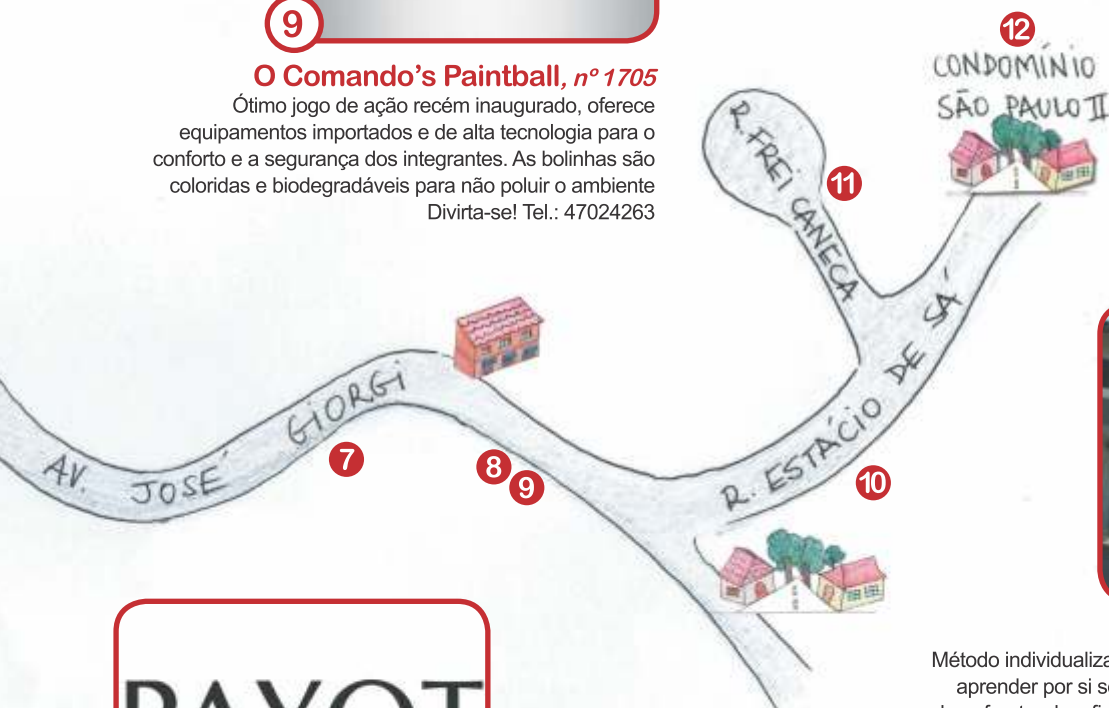 9
O Comando's Paintball, nº 1705
Ótimo jogo de ação recém inaugurado, oferece
equipamentos importados e de alta tecnologia para o
conforto e a segurança dos integrantes. As bolinhas são
coloridas e biodegradáveis para não poluir o ambiente
Divirta-se! Tel.: 47024263
12
CONDOMÍNIO
SÃO PAULO II
R. FREI CANECA
11
R. ESTÁCIO DE SÁ
10
AV. JOSÉ GIORGI
7
8
9
PAYOT
Método individualiza
aprender por si s